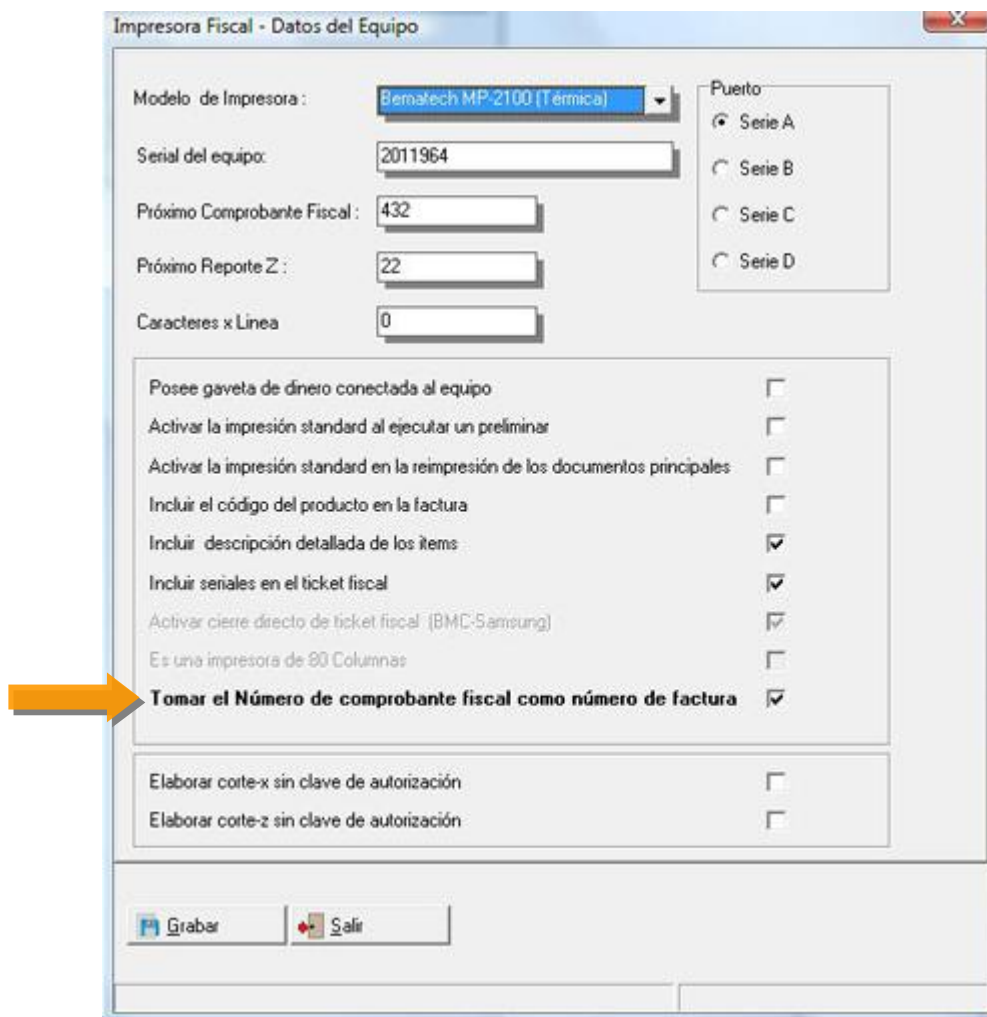 Impresora Fiscal - Datos del Equipo
Modelo de Impresora :
Bematech MP-2100 (Térmica)
Puerto
Serie A
Serial del equipo:
2011964
Serie B
Próximo Comprobante Fiscal :
432
Serie C
Próximo Reporte Z :
22
Serie D
Caracteres x Linea
0
Posee gaveta de dinero conectada al equipo
Activar la impresión standard al ejecutar un preliminar
Activar la impresión standard en la reimpresión de los documentos principales
Incluir el código del producto en la factura
Incluir descripción detallada de los items
Incluir seriales en el ticket fiscal
Activar cierre directo de ticket fiscal (BMC-Samsung)
Es una impresora de 80 Columnas
Tomar el Número de comprobante fiscal como número de factura
Elaborar corte-x sin clave de autorización
Elaborar corte-z sin clave de autorización
Grabar
Salir